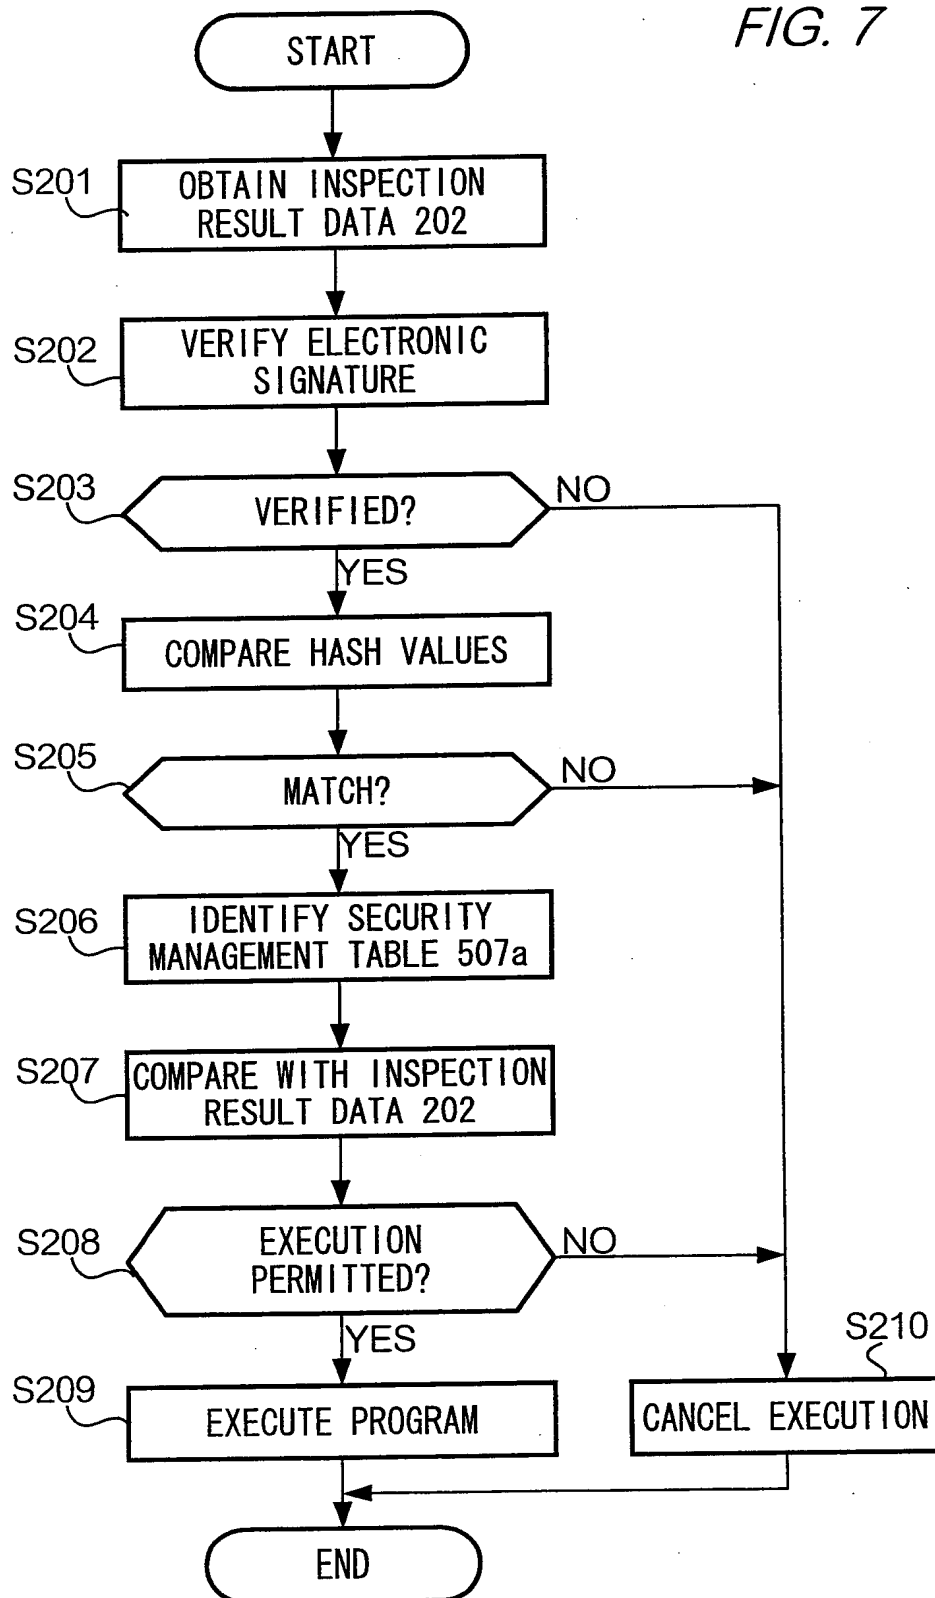 FIG. 7
START
S201
OBTAIN INSPECTION
RESULT DATA 202
S202
VERIFY ELECTRONIC
SIGNATURE
S203
VERIFIED?
NO
YES
S204
COMPARE HASH VALUES
S205
MATCH?
NO
YES
S206
IDENTIFY SECURITY
MANAGEMENT TABLE 507a
S207
COMPARE WITH INSPECTION
RESULT DATA 202
S208
EXECUTION
PERMITTED?
NO
YES
S209
EXECUTE PROGRAM
S210
CANCEL EXECUTION
END